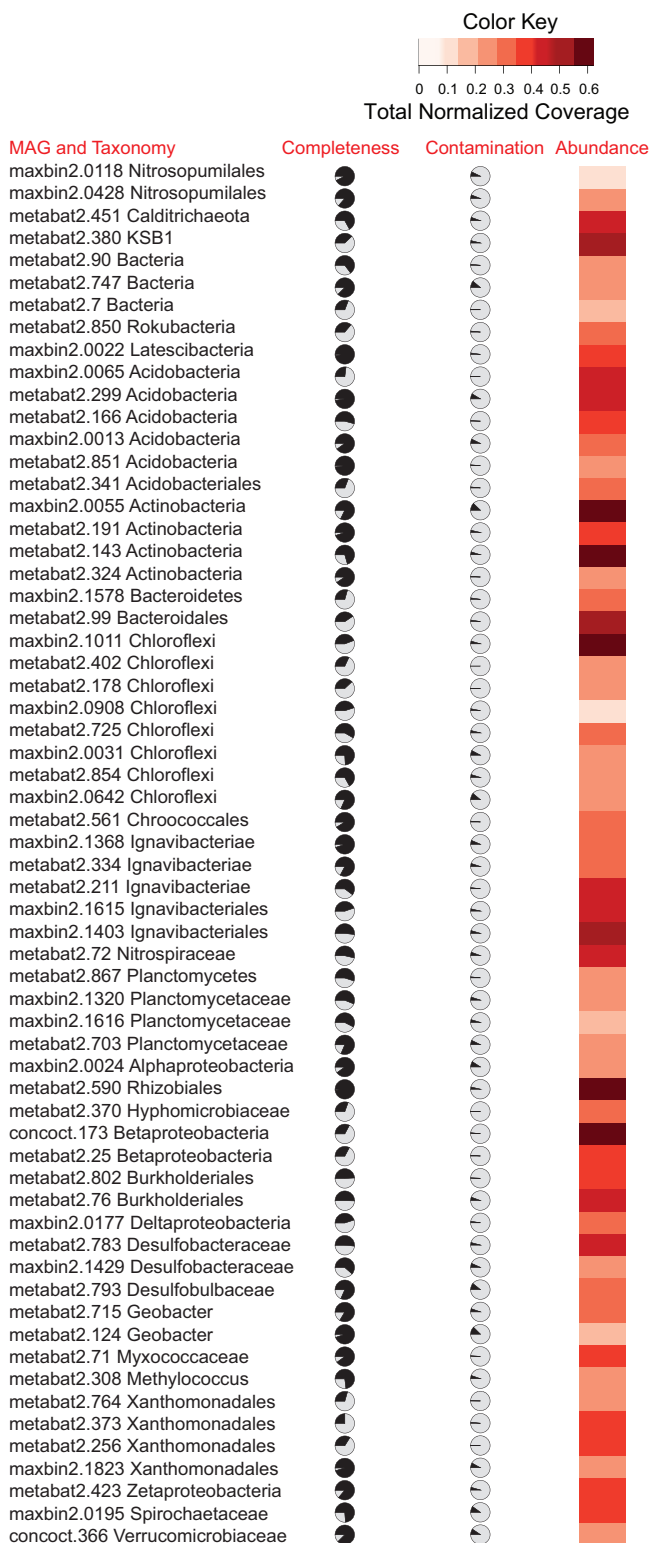 Color Key
0 0.1 0.2 0.3 0.4 0.5 0.6
Total Normalized Coverage
MAG and Taxonomy Completeness Contamination Abundance
maxbin2.0118 Nitrosopumilales
maxbin2.0428 Nitrosopumilales
metabat2.451 Calditrichaeota
metabat2.380 KSB1
metabat2.90 Bacteria
metabat2.747 Bacteria
metabat2.7 Bacteria
metabat2.850 Rokubacteria
maxbin2.0022 Latescibacteria
maxbin2.0065 Acidobacteria
metabat2.299 Acidobacteria
metabat2.166 Acidobacteria
maxbin2.0013 Acidobacteria
metabat2.851 Acidobacteria
metabat2.341 Acidobacteriales
maxbin2.0055 Actinobacteria
metabat2.191 Actinobacteria
metabat2.143 Actinobacteria
metabat2.324 Actinobacteria
maxbin2.1578 Bacteroidetes
metabat2.99 Bacteroidales
maxbin2.1011 Chloroflexi
metabat2.402 Chloroflexi
metabat2.178 Chloroflexi
maxbin2.0908 Chloroflexi
metabat2.725 Chloroflexi
maxbin2.0031 Chloroflexi
metabat2.854 Chloroflexi
maxbin2.0642 Chloroflexi
metabat2.561 Chroococcales
maxbin2.1368 Ignavibacteriae
metabat2.334 Ignavibacteriae
metabat2.211 Ignavibacteriae
maxbin2.1615 Ignavibacteriales
maxbin2.1403 Ignavibacteriales
metabat2.72 Nitrospiraceae
metabat2.867 Planctomycetes
maxbin2.1320 Planctomycetaceae
maxbin2.1616 Planctomycetaceae
metabat2.703 Planctomycetaceae
maxbin2.0024 Alphaproteobacteria
metabat2.590 Rhizobiales
metabat2.370 Hyphomicrobiaceae
concoct.173 Betaproteobacteria
metabat2.25 Betaproteobacteria
metabat2.802 Burkholderiales
metabat2.76 Burkholderiales
maxbin2.0177 Deltaproteobacteria
metabat2.783 Desulfobacteraceae
maxbin2.1429 Desulfobacteraceae
metabat2.793 Desulfobulbaceae
metabat2.715 Geobacter
metabat2.124 Geobacter
metabat2.71 Myxococcaceae
metabat2.308 Methylococcus
metabat2.764 Xanthomonadales
metabat2.373 Xanthomonadales
metabat2.256 Xanthomonadales
maxbin2.1823 Xanthomonadales
metabat2.423 Zetaproteobacteria
maxbin2.0195 Spirochaetaceae
concoct.366 Verrucomicrobiaceae